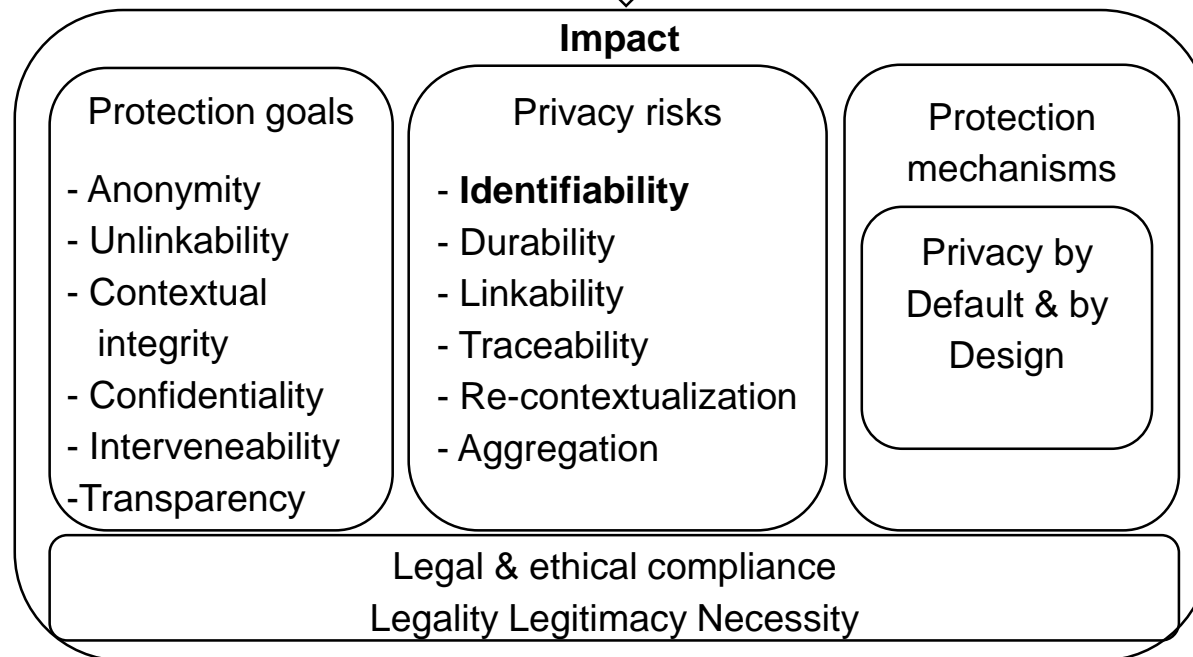 Impact
Protection goals
- Anonymity
- Unlinkability
- Contextual
integrity
- Confidentiality
- Interveneability
-Transparency
Privacy risks
- Identifiability
- Durability
- Linkability
- Traceability
- Re-contextualization
- Aggregation
Protection
mechanisms
Privacy by
Default & by
Design
Legal & ethical compliance
Legality Legitimacy Necessity